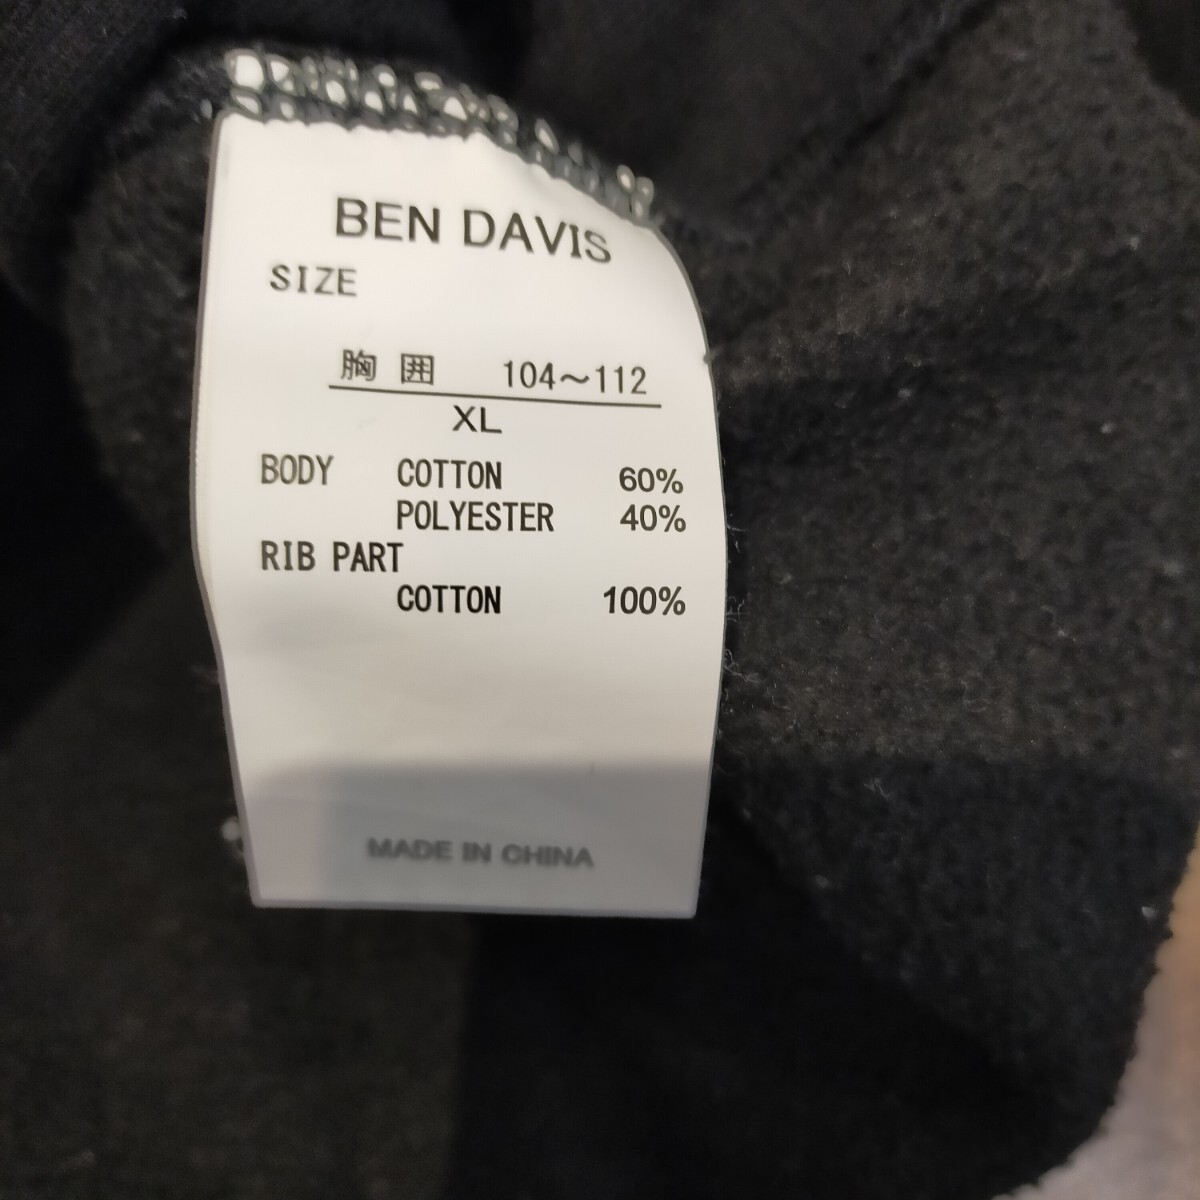 BEN DAVIS
SIZE
胸 囲 104～112
XL
BODY COTTON 60%
POLYESTER 40%
RIB PART
COTTON 100%
MADE IN CHINA